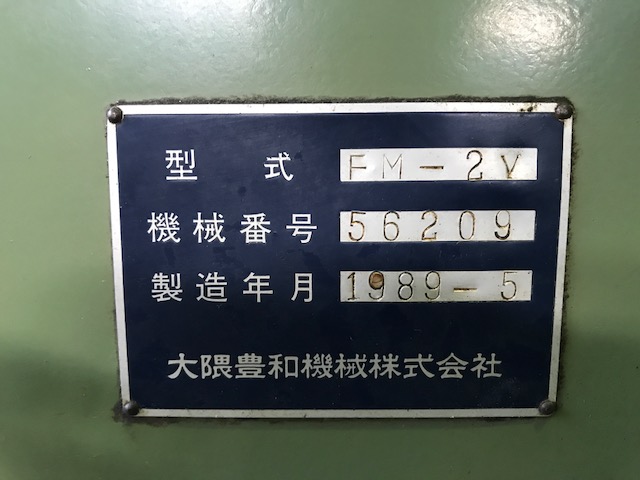 型式 FM-2V
機械番号 56209
製造年月 1989-5
大隈豊和機械株式会社